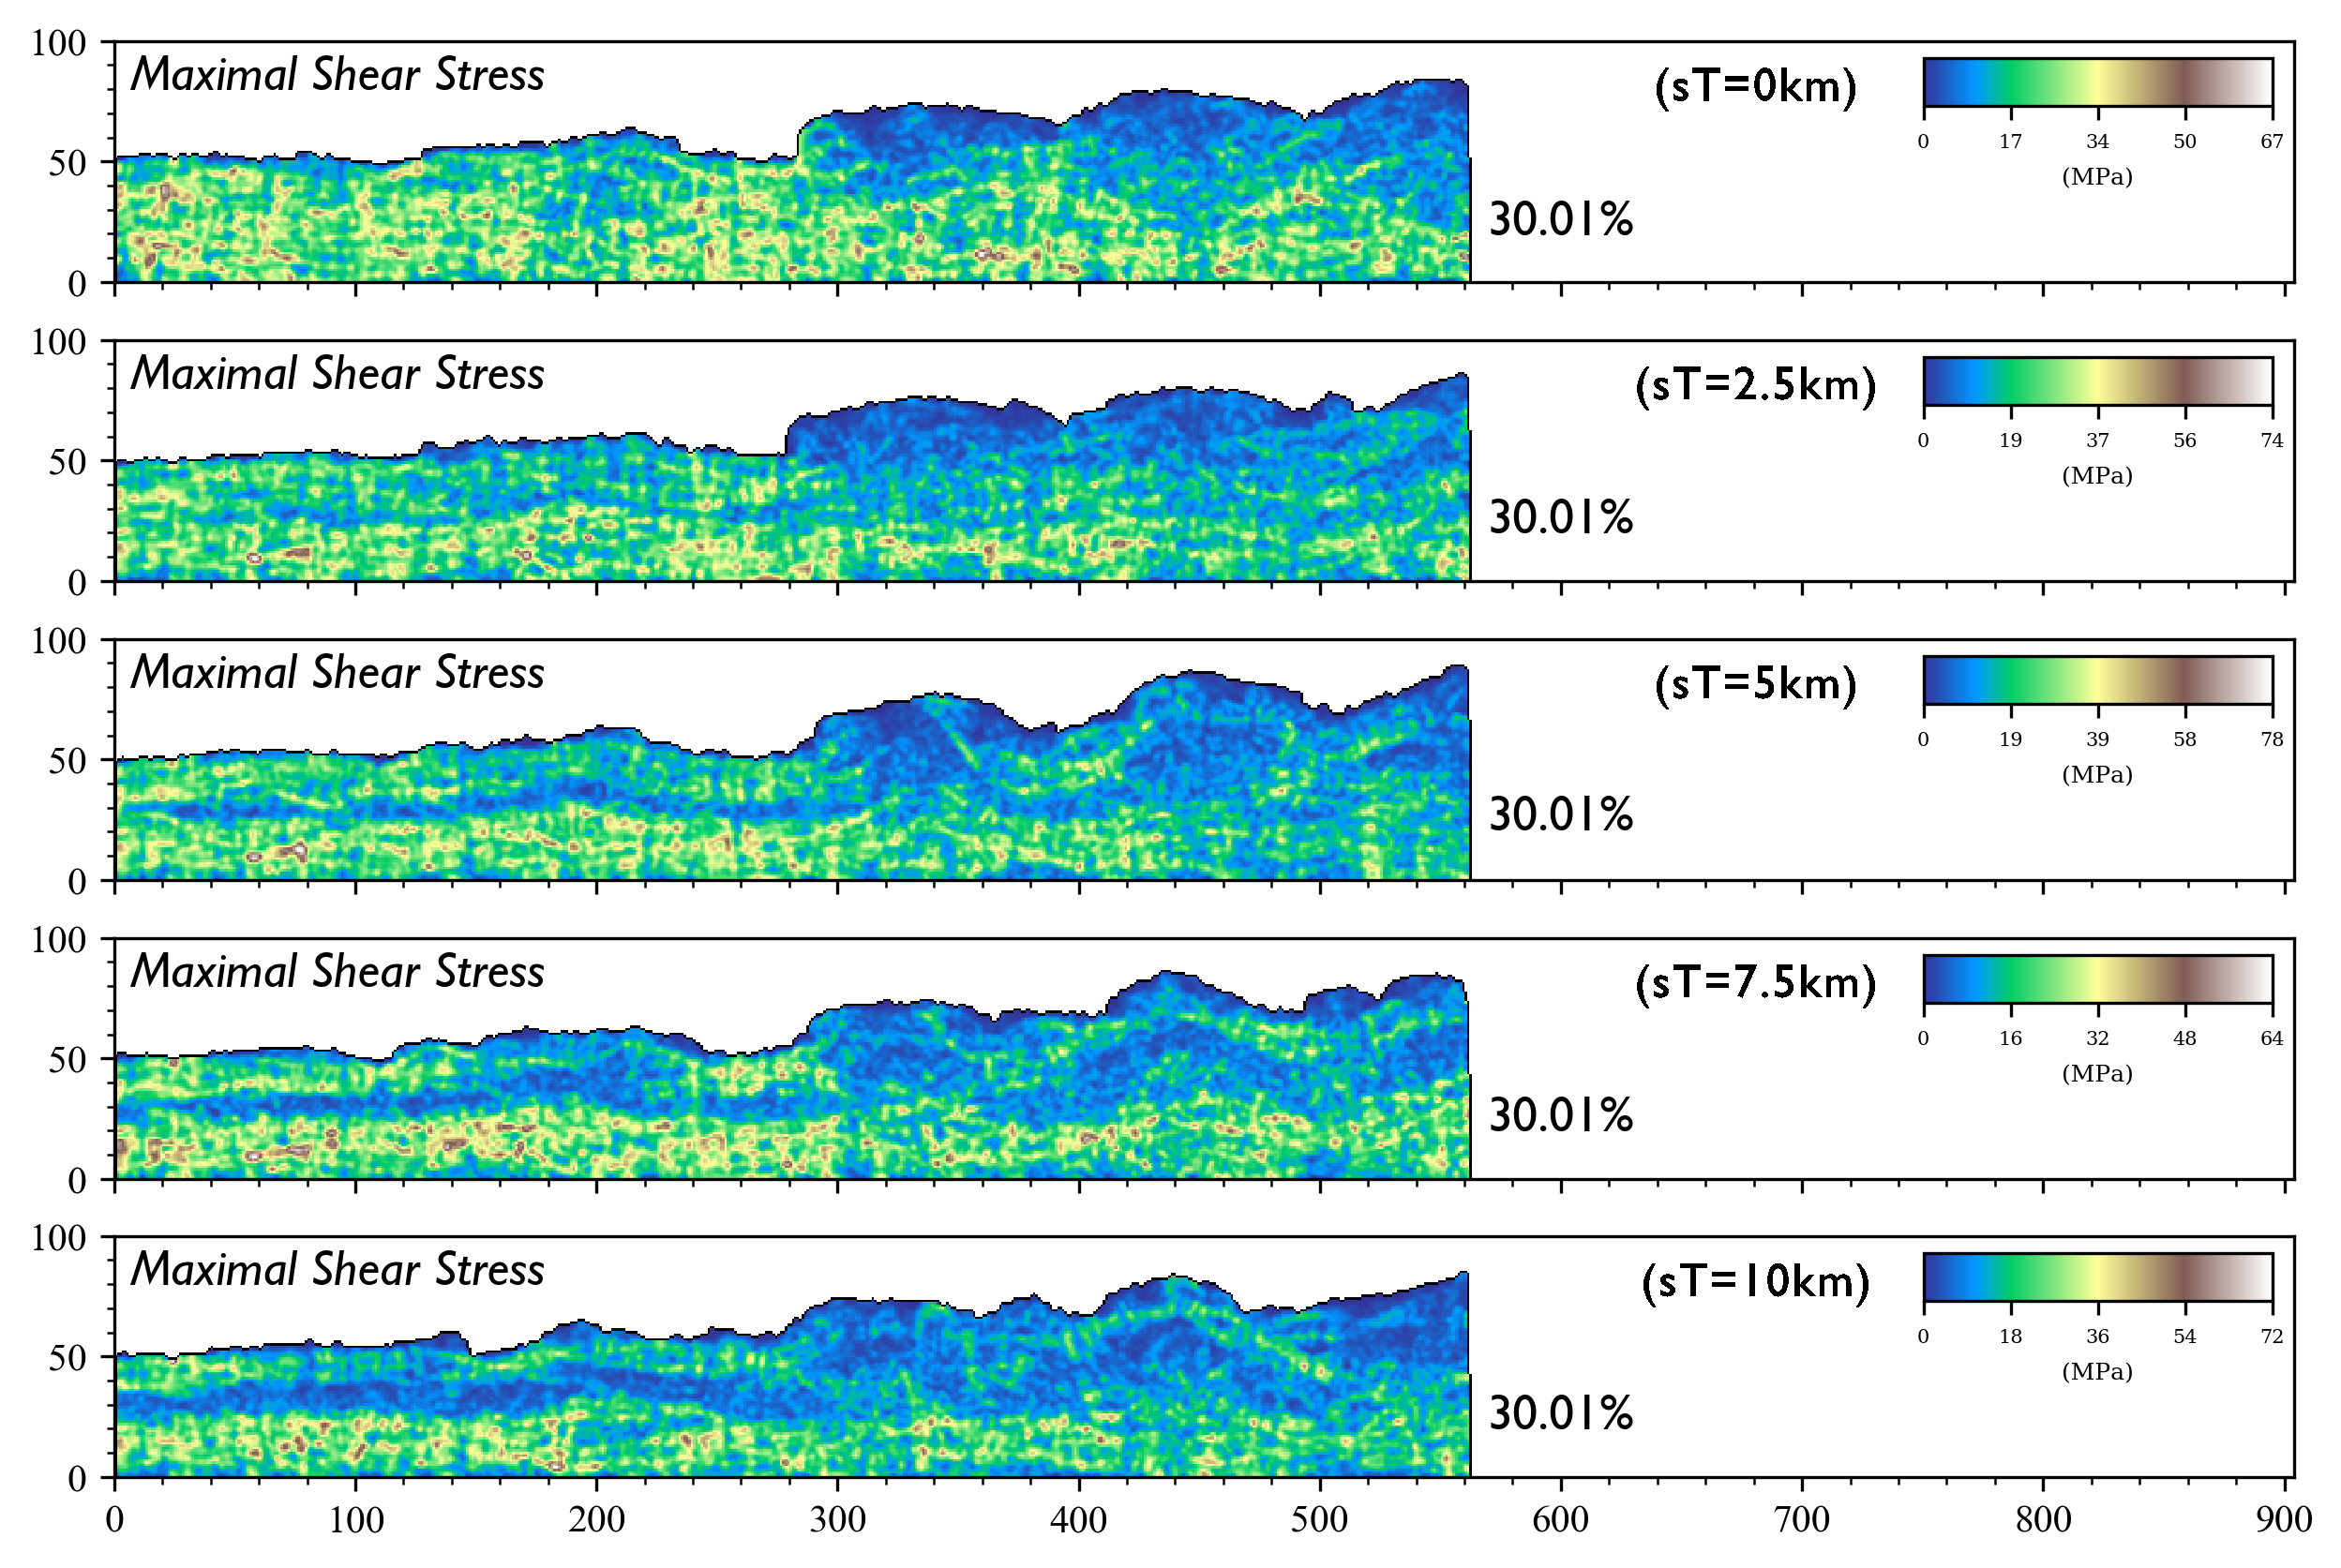 100
Maximal Shear Stress
(sT=0km)
0 17 34 50 67
(MPa)
50
30.01%
0
100
Maximal Shear Stress
(sT=2.5km)
0 19 37 56 74
(MPa)
50
30.01%
0
100
Maximal Shear Stress
(sT=5km)
0 19 39 58 78
(MPa)
50
30.01%
0
100
Maximal Shear Stress
(sT=7.5km)
0 16 32 48 64
(MPa)
50
30.01%
0
100
Maximal Shear Stress
(sT=10km)
0 18 36 54 72
(MPa)
50
30.01%
0
0 100 200 300 400 500 600 700 800 900